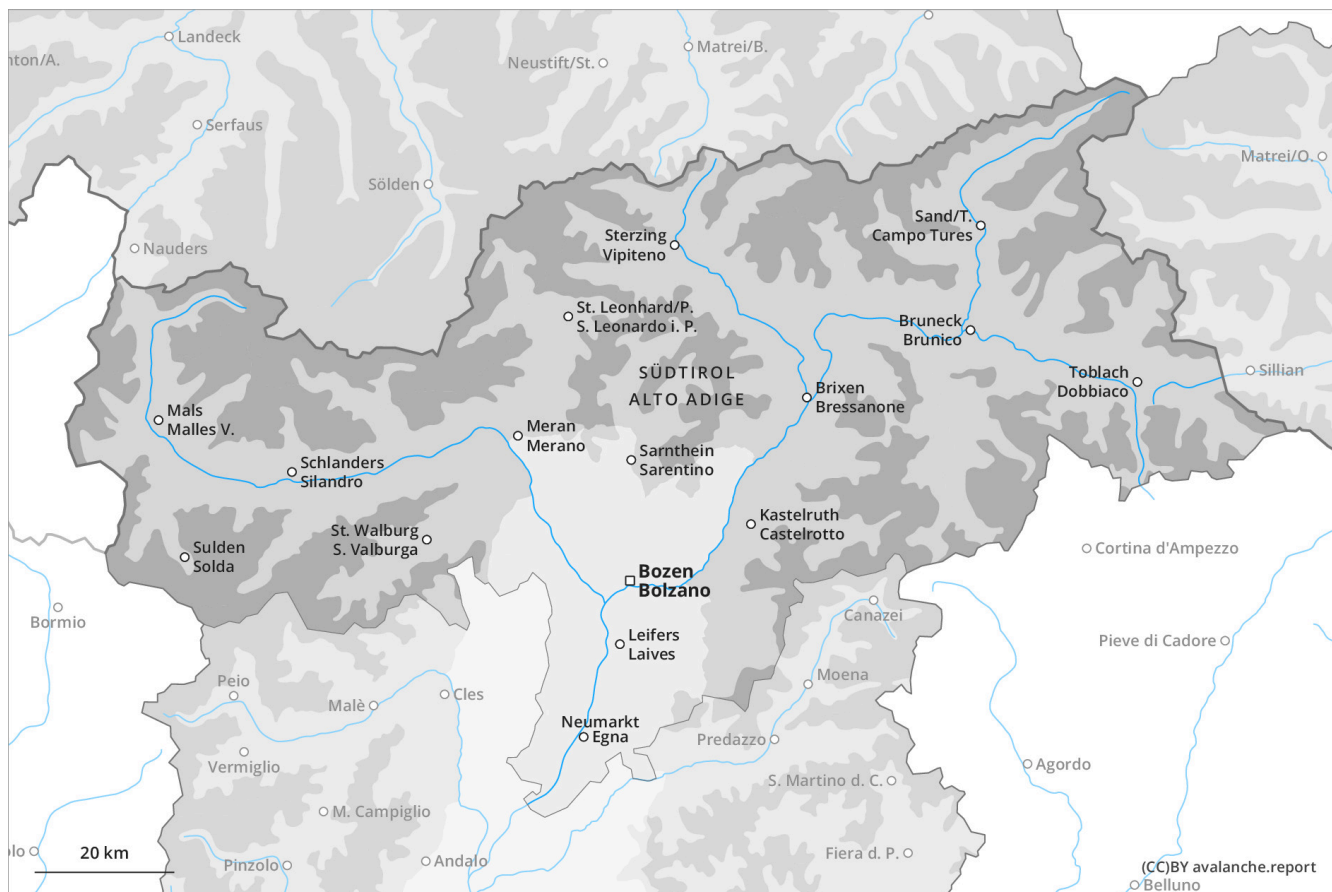 Landeck
nton/A.
Matrei/B.
Neustift/St.
Serfaus
Matrei/O.
Sölden
Sand/T.
Campo Tures
Nauders
Sterzing
Vipiteno
St. Leonhard/P.
S. Leonardo i. P.
Bruneck
Brunico
SÜDTIROL
ALTO ADIGE
Toblach
Dobbiaco
Sillian
Brixen
Bressanone
Mals
Malles V.
Meran
Merano
Sarnthein
Sarentino
Schlanders
Silandro
Kastelruth
Castelrotto
St. Walburg
S. Valburga
Sulden
Solda
Cortina d'Ampezzo
Bozen
Bolzano
Bormio
Canazei
Leifers
Laives
Pieve di Cadore
Peio
Moena
Malè
Cles
Neumarkt
Egna
Predazzo
Vermiglio
Agordo
S. Martino d. C.
M. Campiglio
olo
20 km
Pinzolo
Andalo
Fiera d. P.
(CC)BY avalanche.report
Belluno